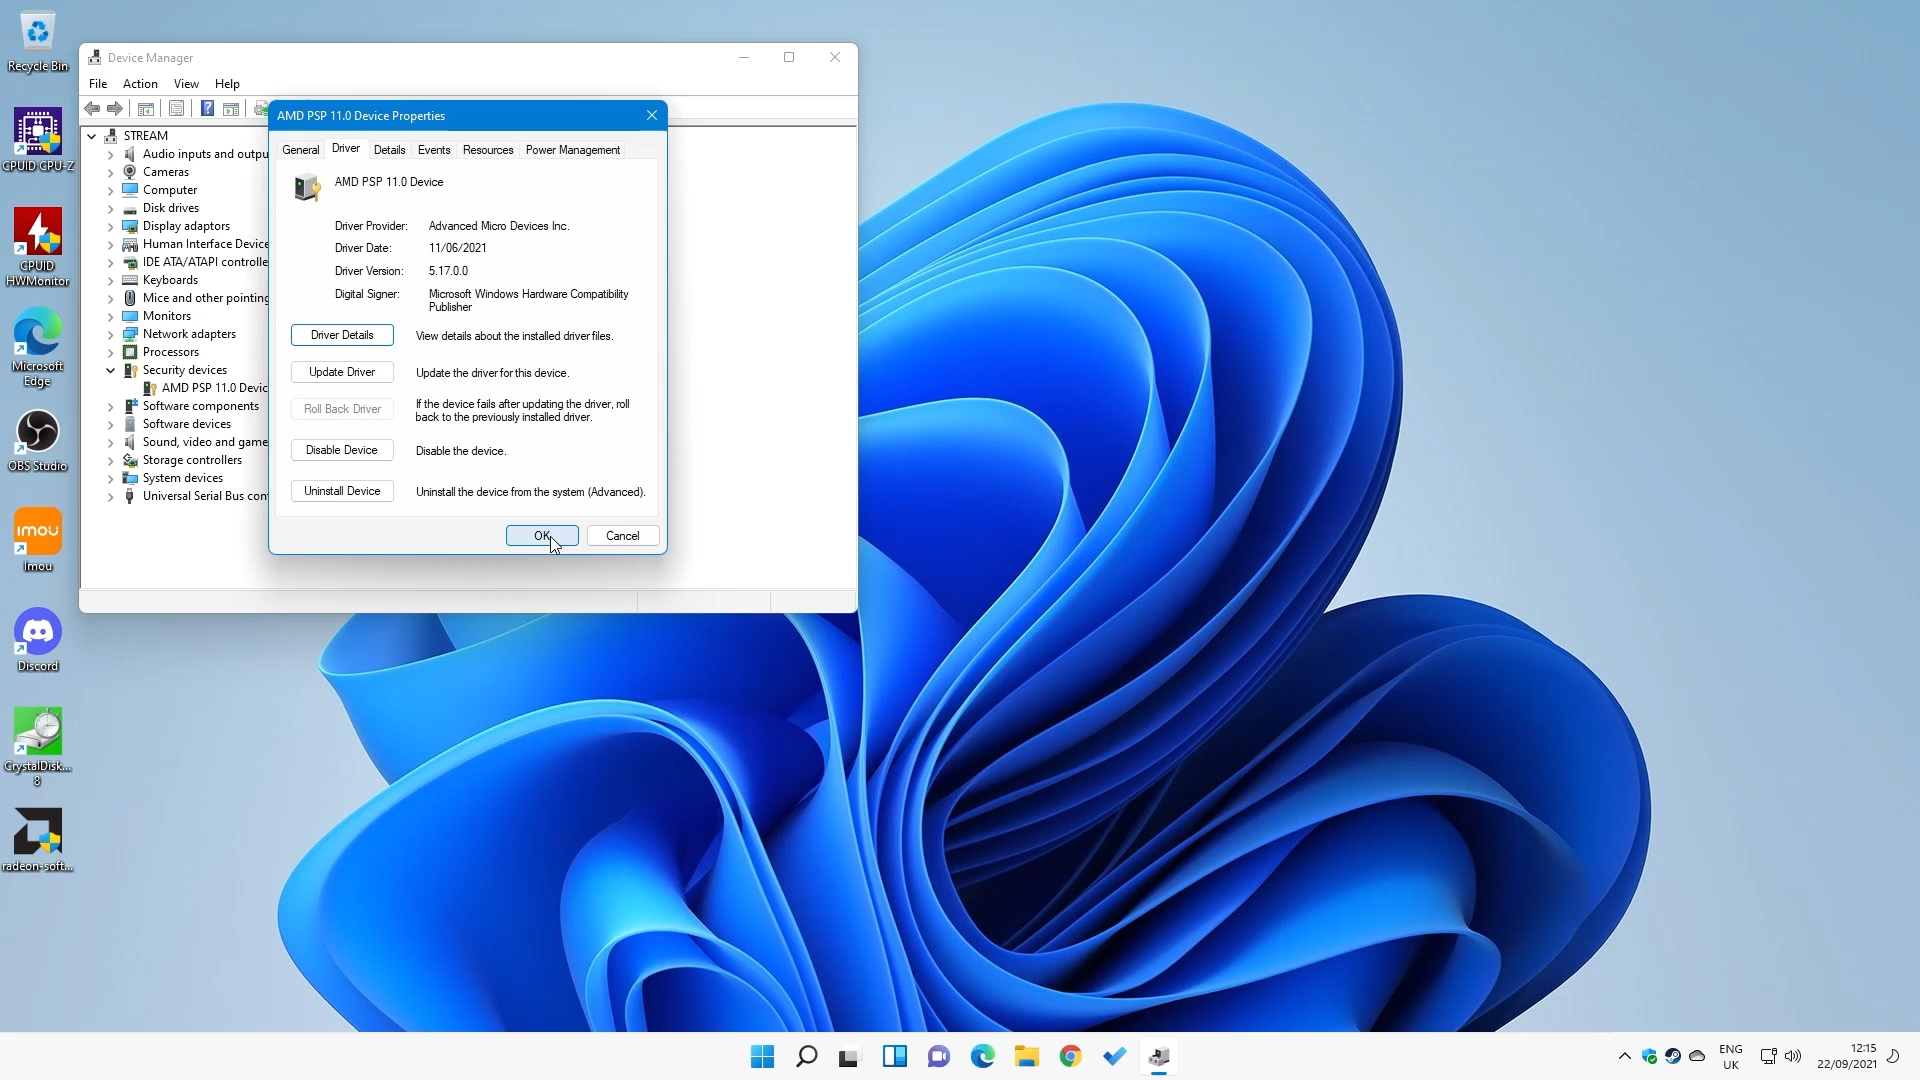 Recycle Bin
CPUID CPU-Z
CPUID
HWMonitor
Microsoft
Edge
OBS Studio
imou
Imou
Discord
CrystalDisk...
8
radeon-soft...
Device Manager
File Action View Help
STREAM
Audio inputs and outpu
Cameras
Computer
Disk drives
Display adaptors
Human Interface Device
IDE ATA/ATAPI controlle
Keyboards
Mice and other pointing
Monitors
Network adapters
Processors
Security devices
AMD PSP 11.0 Devic
Software components
Software devices
Sound, video and game
Storage controllers
System devices
Universal Serial Bus con
AMD PSP 11.0 Device Properties
General Driver Details Events Resources Power Management
AMD PSP 11.0 Device
Driver Provider: Advanced Micro Devices Inc.
Driver Date: 11/06/2021
Driver Version: 5.17.0.0
Digital Signer: Microsoft Windows Hardware Compatibility
Publisher
Driver Details View details about the installed driver files.
Update Driver Update the driver for this device.
Roll Back Driver If the device fails after updating the driver, roll
back to the previously installed driver.
Disable Device Disable the device.
Uninstall Device Uninstall the device from the system (Advanced).
OK Cancel
ENG
UK
12:15
22/09/2021